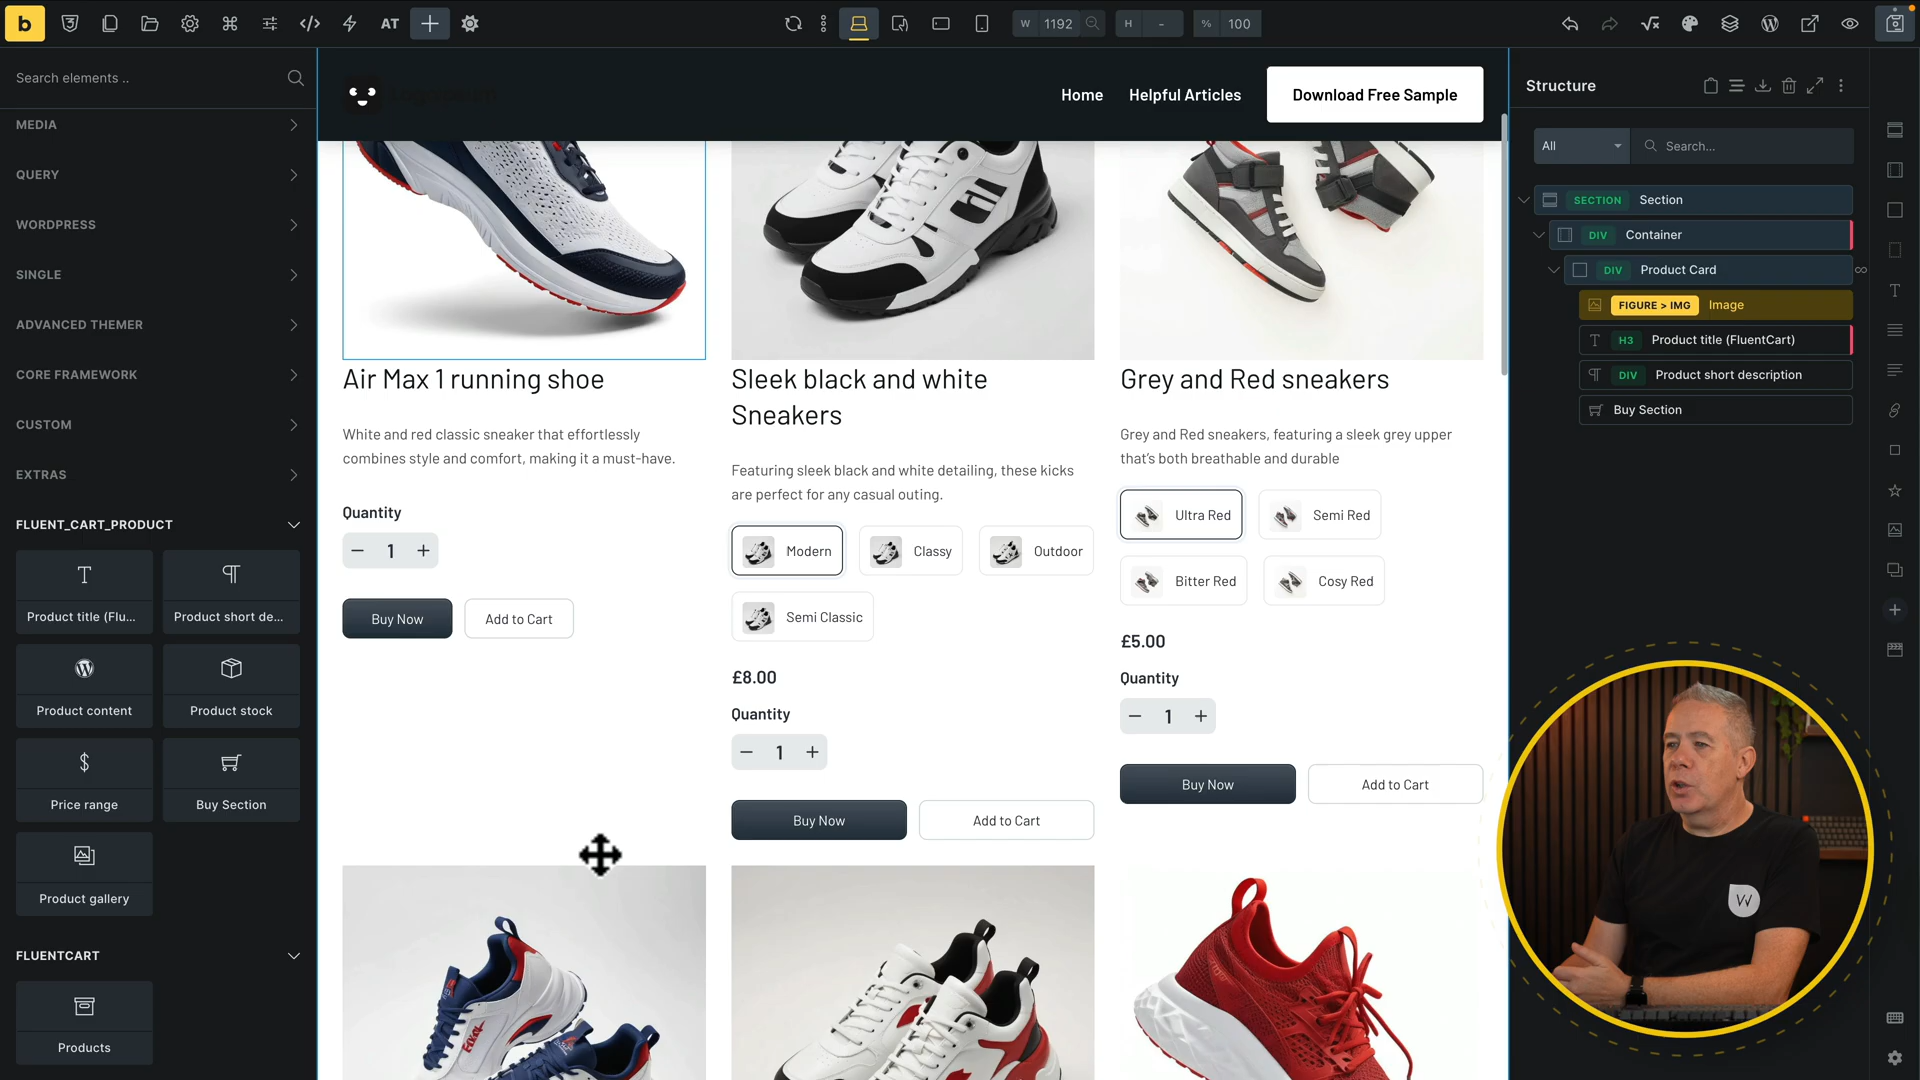 b
AT
W 1192
H -
% 100
Search elements ..
MEDIA
QUERY
WORDPRESS
SINGLE
ADVANCED THEMER
CORE FRAMEWORK
CUSTOM
EXTRAS
FLUENT_CART_PRODUCT
Product title (Flu...
Product short de...
Product content
Product stock
Price range
Buy Section
Product gallery
FLUENTCART
Products
Home
Helpful Articles
Download Free Sample
Air Max 1 running shoe
White and red classic sneaker that effortlessly
combines style and comfort, making it a must-have.
Quantity
1
Buy Now
Add to Cart
Sleek black and white
Sneakers
Featuring sleek black and white detailing, these kicks
are perfect for any casual outing.
Modern
Classy
Outdoor
Semi Classic
£8.00
Quantity
1
Buy Now
Add to Cart
Grey and Red sneakers
Grey and Red sneakers, featuring a sleek grey upper
that's both breathable and durable
Ultra Red
Semi Red
Bitter Red
Cosy Red
£5.00
Quantity
1
Buy Now
Add to Cart
Structure
All
Search...
SECTION Section
DIV Container
DIV Product Card
FIGURE > IMG Image
H3 Product title (FluentCart)
DIV Product short description
Buy Section
W